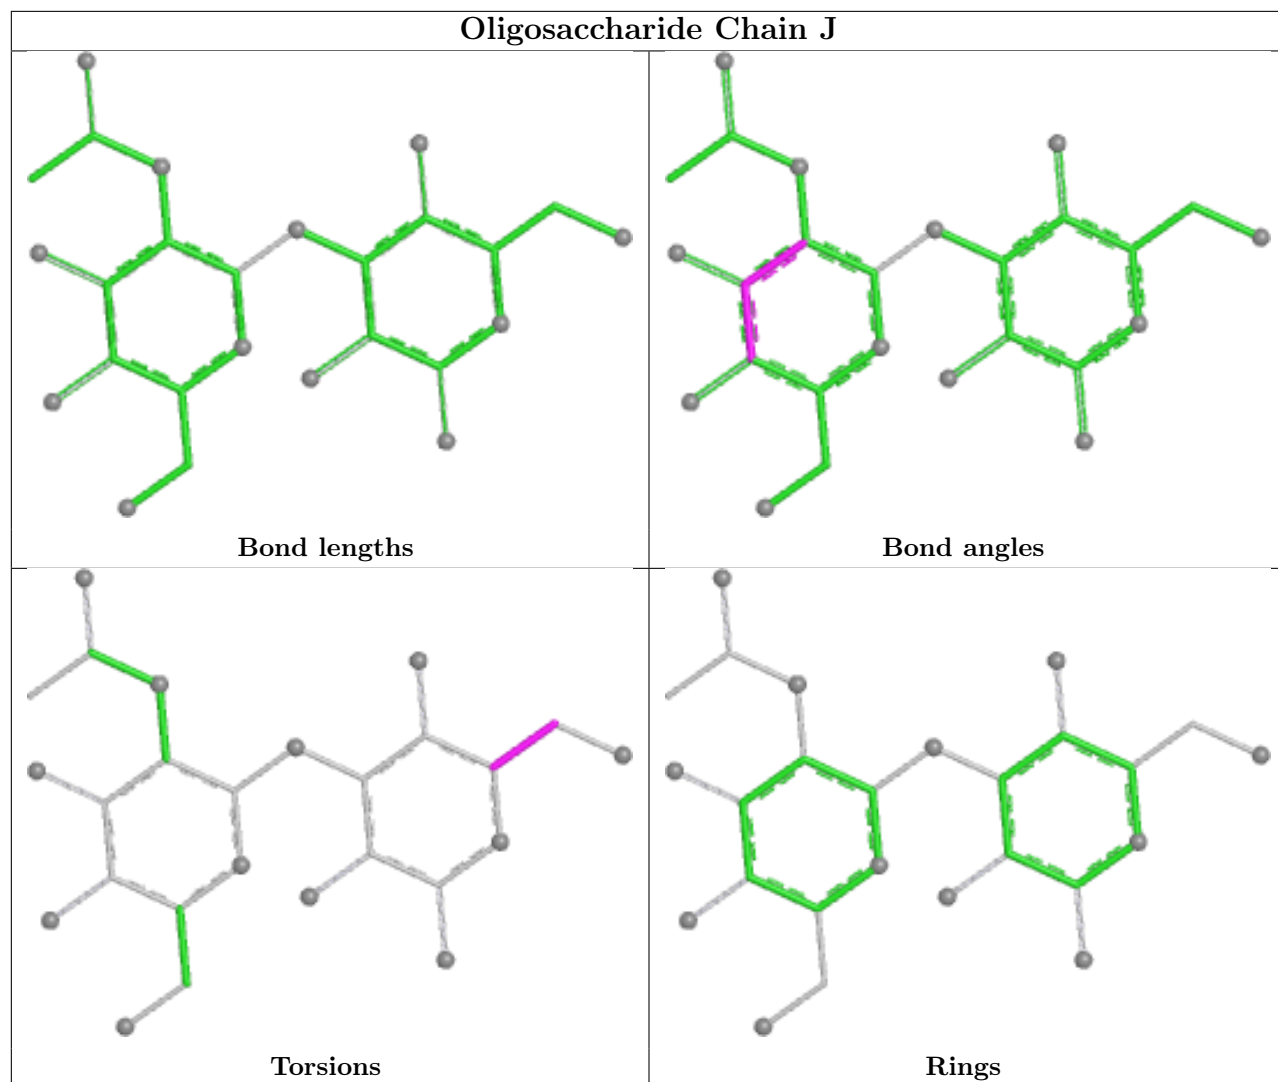 Oligosaccharide Chain J
Bond lengths
Bond angles
Torsions
Rings